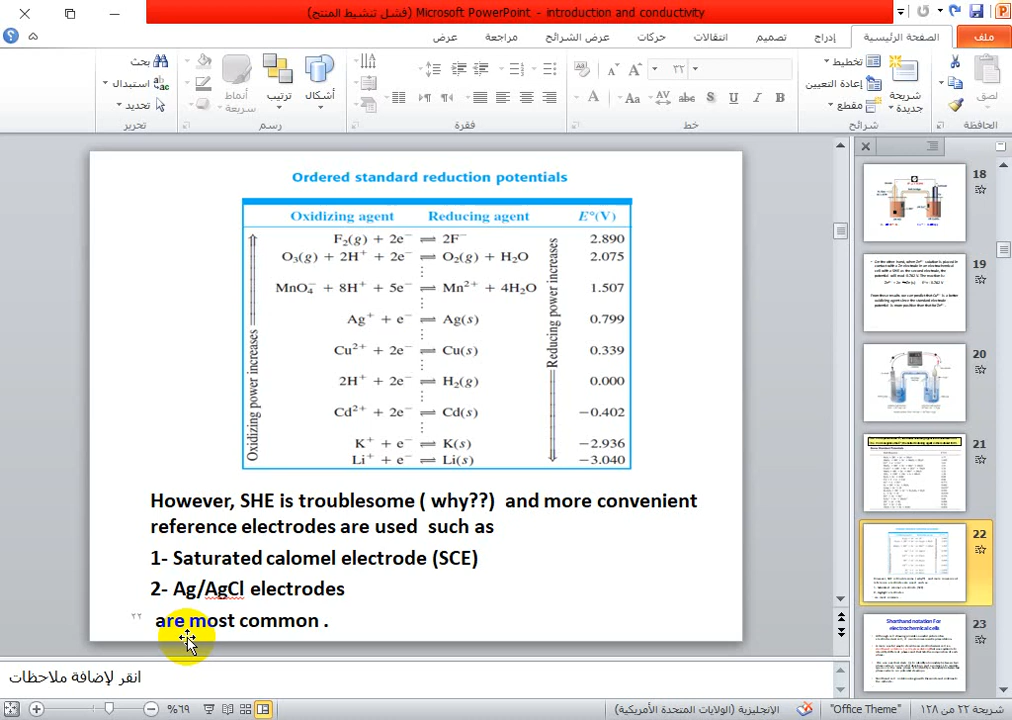 introduction and conductivity - Microsoft PowerPoint (فشل تنشيط المنتج)
ملف
الصفحة الرئيسية
إدراج
تصميم
انتقالات
حركات
عرض الشرائح
مراجعة
عرض
لصق
الحافظة
شريحة جديدة
تخطيط
إعادة التعيين
مقطع
شرائح
٢٢
خط
فقرة
أشكال
ترتيب
أنماط سريعة
رسم
بحث
استبدال
تحديد
تحرير
Ordered standard reduction potentials
Oxidizing agent Reducing agent E°(V)
F₂(g) + 2e⁻ ⇌ 2F⁻ 2.890
O₃(g) + 2H⁺ + 2e⁻ ⇌ O₂(g) + H₂O 2.075
⋮
MnO₄⁻ + 8H⁺ + 5e⁻ ⇌ Mn²⁺ + 4H₂O 1.507
⋮
Ag⁺ + e⁻ ⇌ Ag(s) 0.799
⋮
Cu²⁺ + 2e⁻ ⇌ Cu(s) 0.339
⋮
2H⁺ + 2e⁻ ⇌ H₂(g) 0.000
⋮
Cd²⁺ + 2e⁻ ⇌ Cd(s) −0.402
⋮
K⁺ + e⁻ ⇌ K(s) −2.936
Li⁺ + e⁻ ⇌ Li(s) −3.040
Oxidizing power increases
Reducing power increases
However, SHE is troublesome ( why??) and more convenient
reference electrodes are used such as
1- Saturated calomel electrode (SCE)
2- Ag/AgCl electrodes
are most common .
٢٢
18
19
20
21
22
23
Shorthand notation For
electrochemical cells
انقر لإضافة ملاحظات
شريحة ٢٢ من ١٢٨
"Office Theme"
الإنجليزية (الولايات المتحدة الأمريكية)
٦٩%